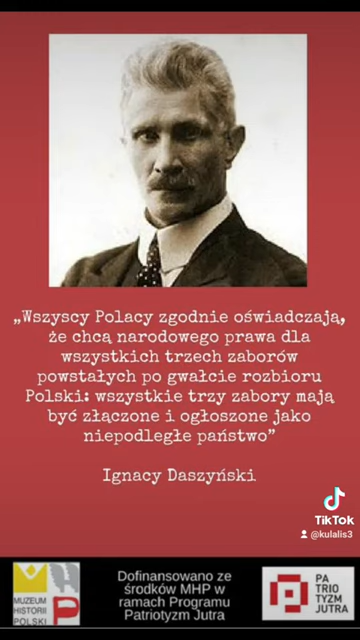 „Wszyscy Polacy zgodnie oświadczają,
że chcą narodowego prawa dla
wszystkich trzech zaborów
powstałych po gwałcie rozbioru
Polski: wszystkie trzy zabory mają
być złączone i ogłoszone jako
niepodległe państwo”
Ignacy Daszyński
TikTok
@kulalis3
MUZEUM
HISTORII
POLSKI
Dofinansowano ze
środków MHP w
ramach Programu
Patriotyzm Jutra
PA
TRIO
TYZM
JUTRA